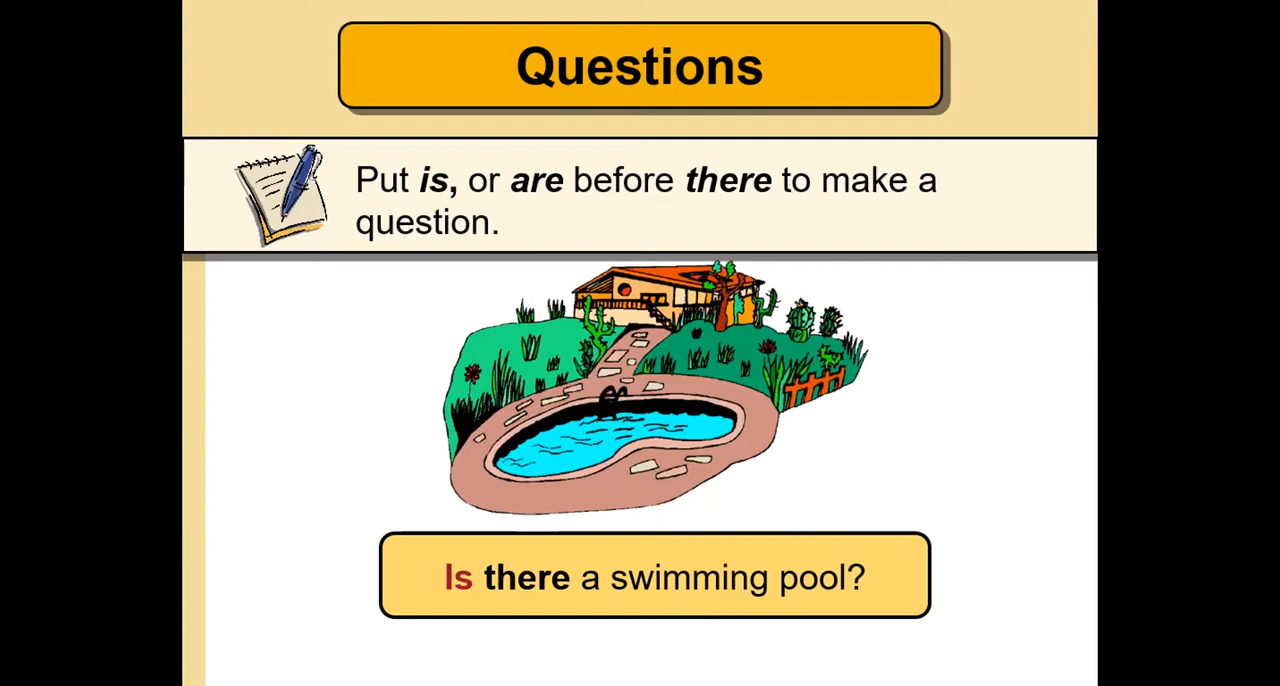 Questions
Put is, or are before there to make a
question.
Is there a swimming pool?